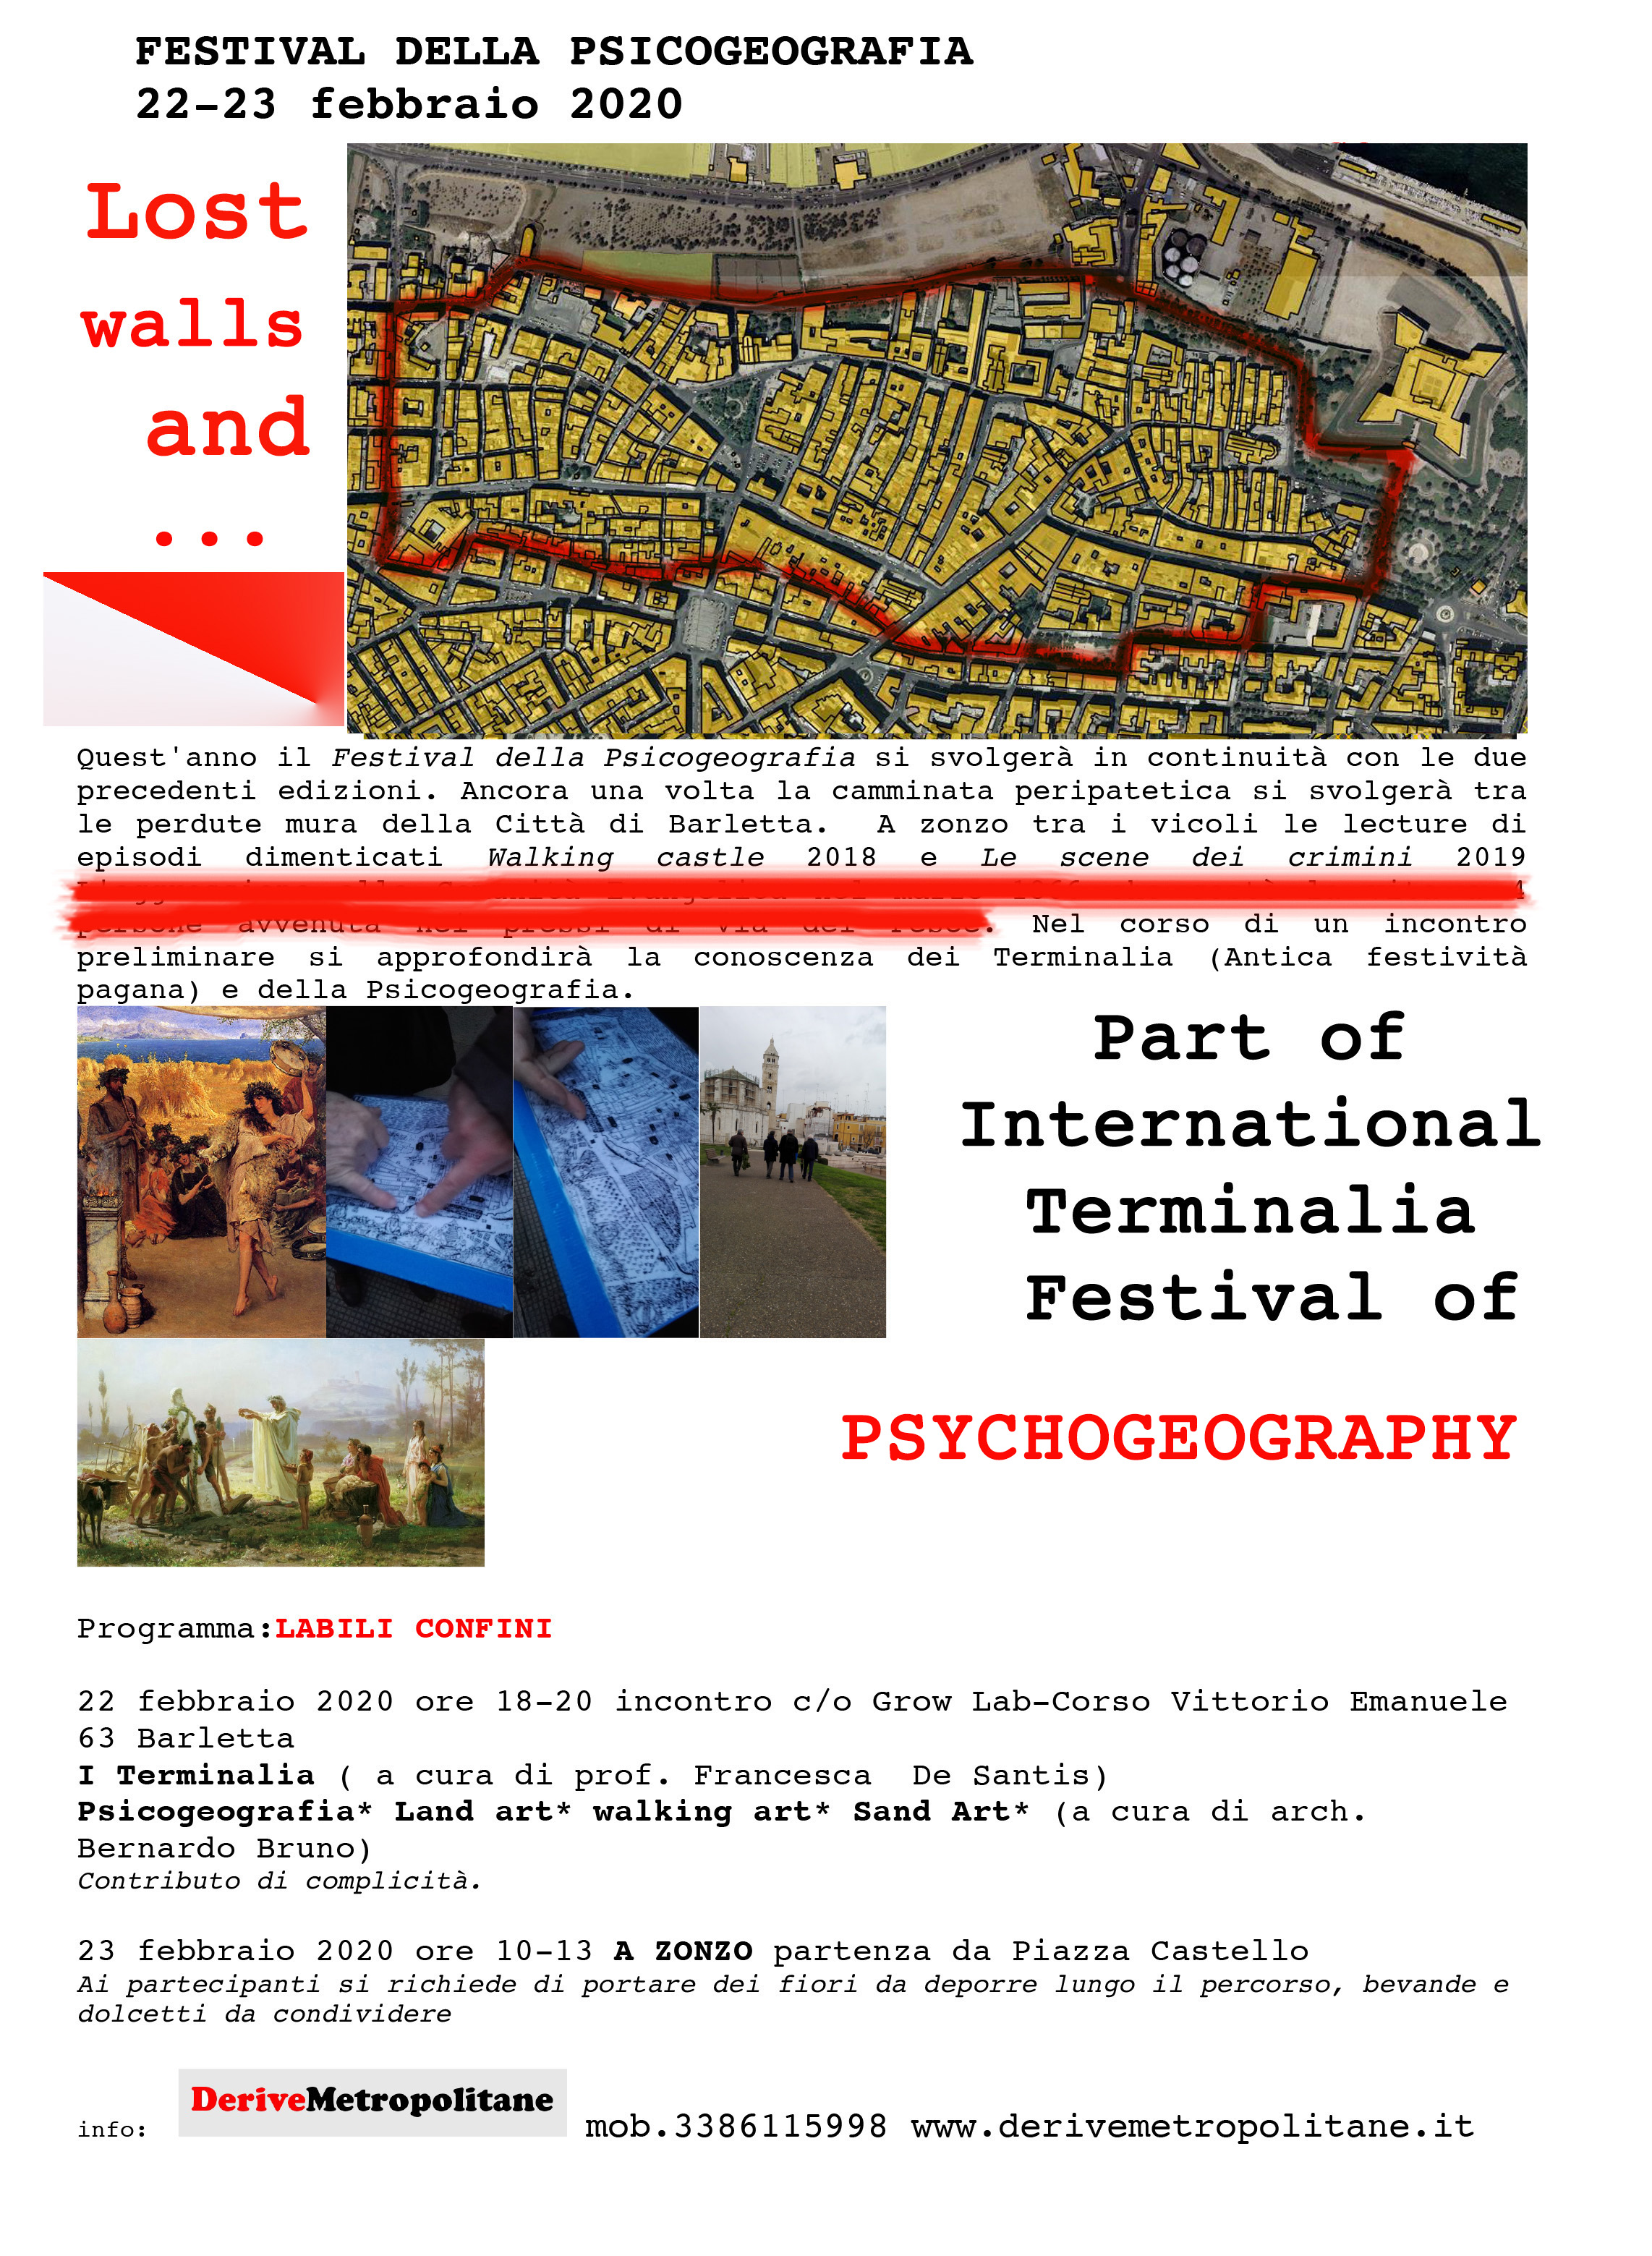 FESTIVAL DELLA PSICOGEOGRAFIA
22-23 febbraio 2020
Lost
walls
and
...
Quest'anno il Festival della Psicogeografia si svolgerà in continuità con le due
precedenti edizioni. Ancora una volta la camminata peripatetica si svolgerà tra
le perdute mura della Città di Barletta. A zonzo tra i vicoli le lecture di
episodi dimenticati Walking castle 2018 e Le scene dei crimini 2019
persone avvenuta nei pressi di via del Pesce. Nel corso di un incontro
preliminare si approfondirà la conoscenza dei Terminalia (Antica festività
pagana) e della Psicogeografia.
Part of
International
Terminalia
Festival of
PSYCHOGEOGRAPHY
Programma:LABILI CONFINI
22 febbraio 2020 ore 18-20 incontro c/o Grow Lab-Corso Vittorio Emanuele
63 Barletta
I Terminalia ( a cura di prof. Francesca De Santis)
Psicogeografia* Land art* walking art* Sand Art* (a cura di arch.
Bernardo Bruno)
Contributo di complicità.
23 febbraio 2020 ore 10-13 A ZONZO partenza da Piazza Castello
Ai partecipanti si richiede di portare dei fiori da deporre lungo il percorso, bevande e
dolcetti da condividere
info: DeriveMetropolitane mob.3386115998 www.derivemetropolitane.it